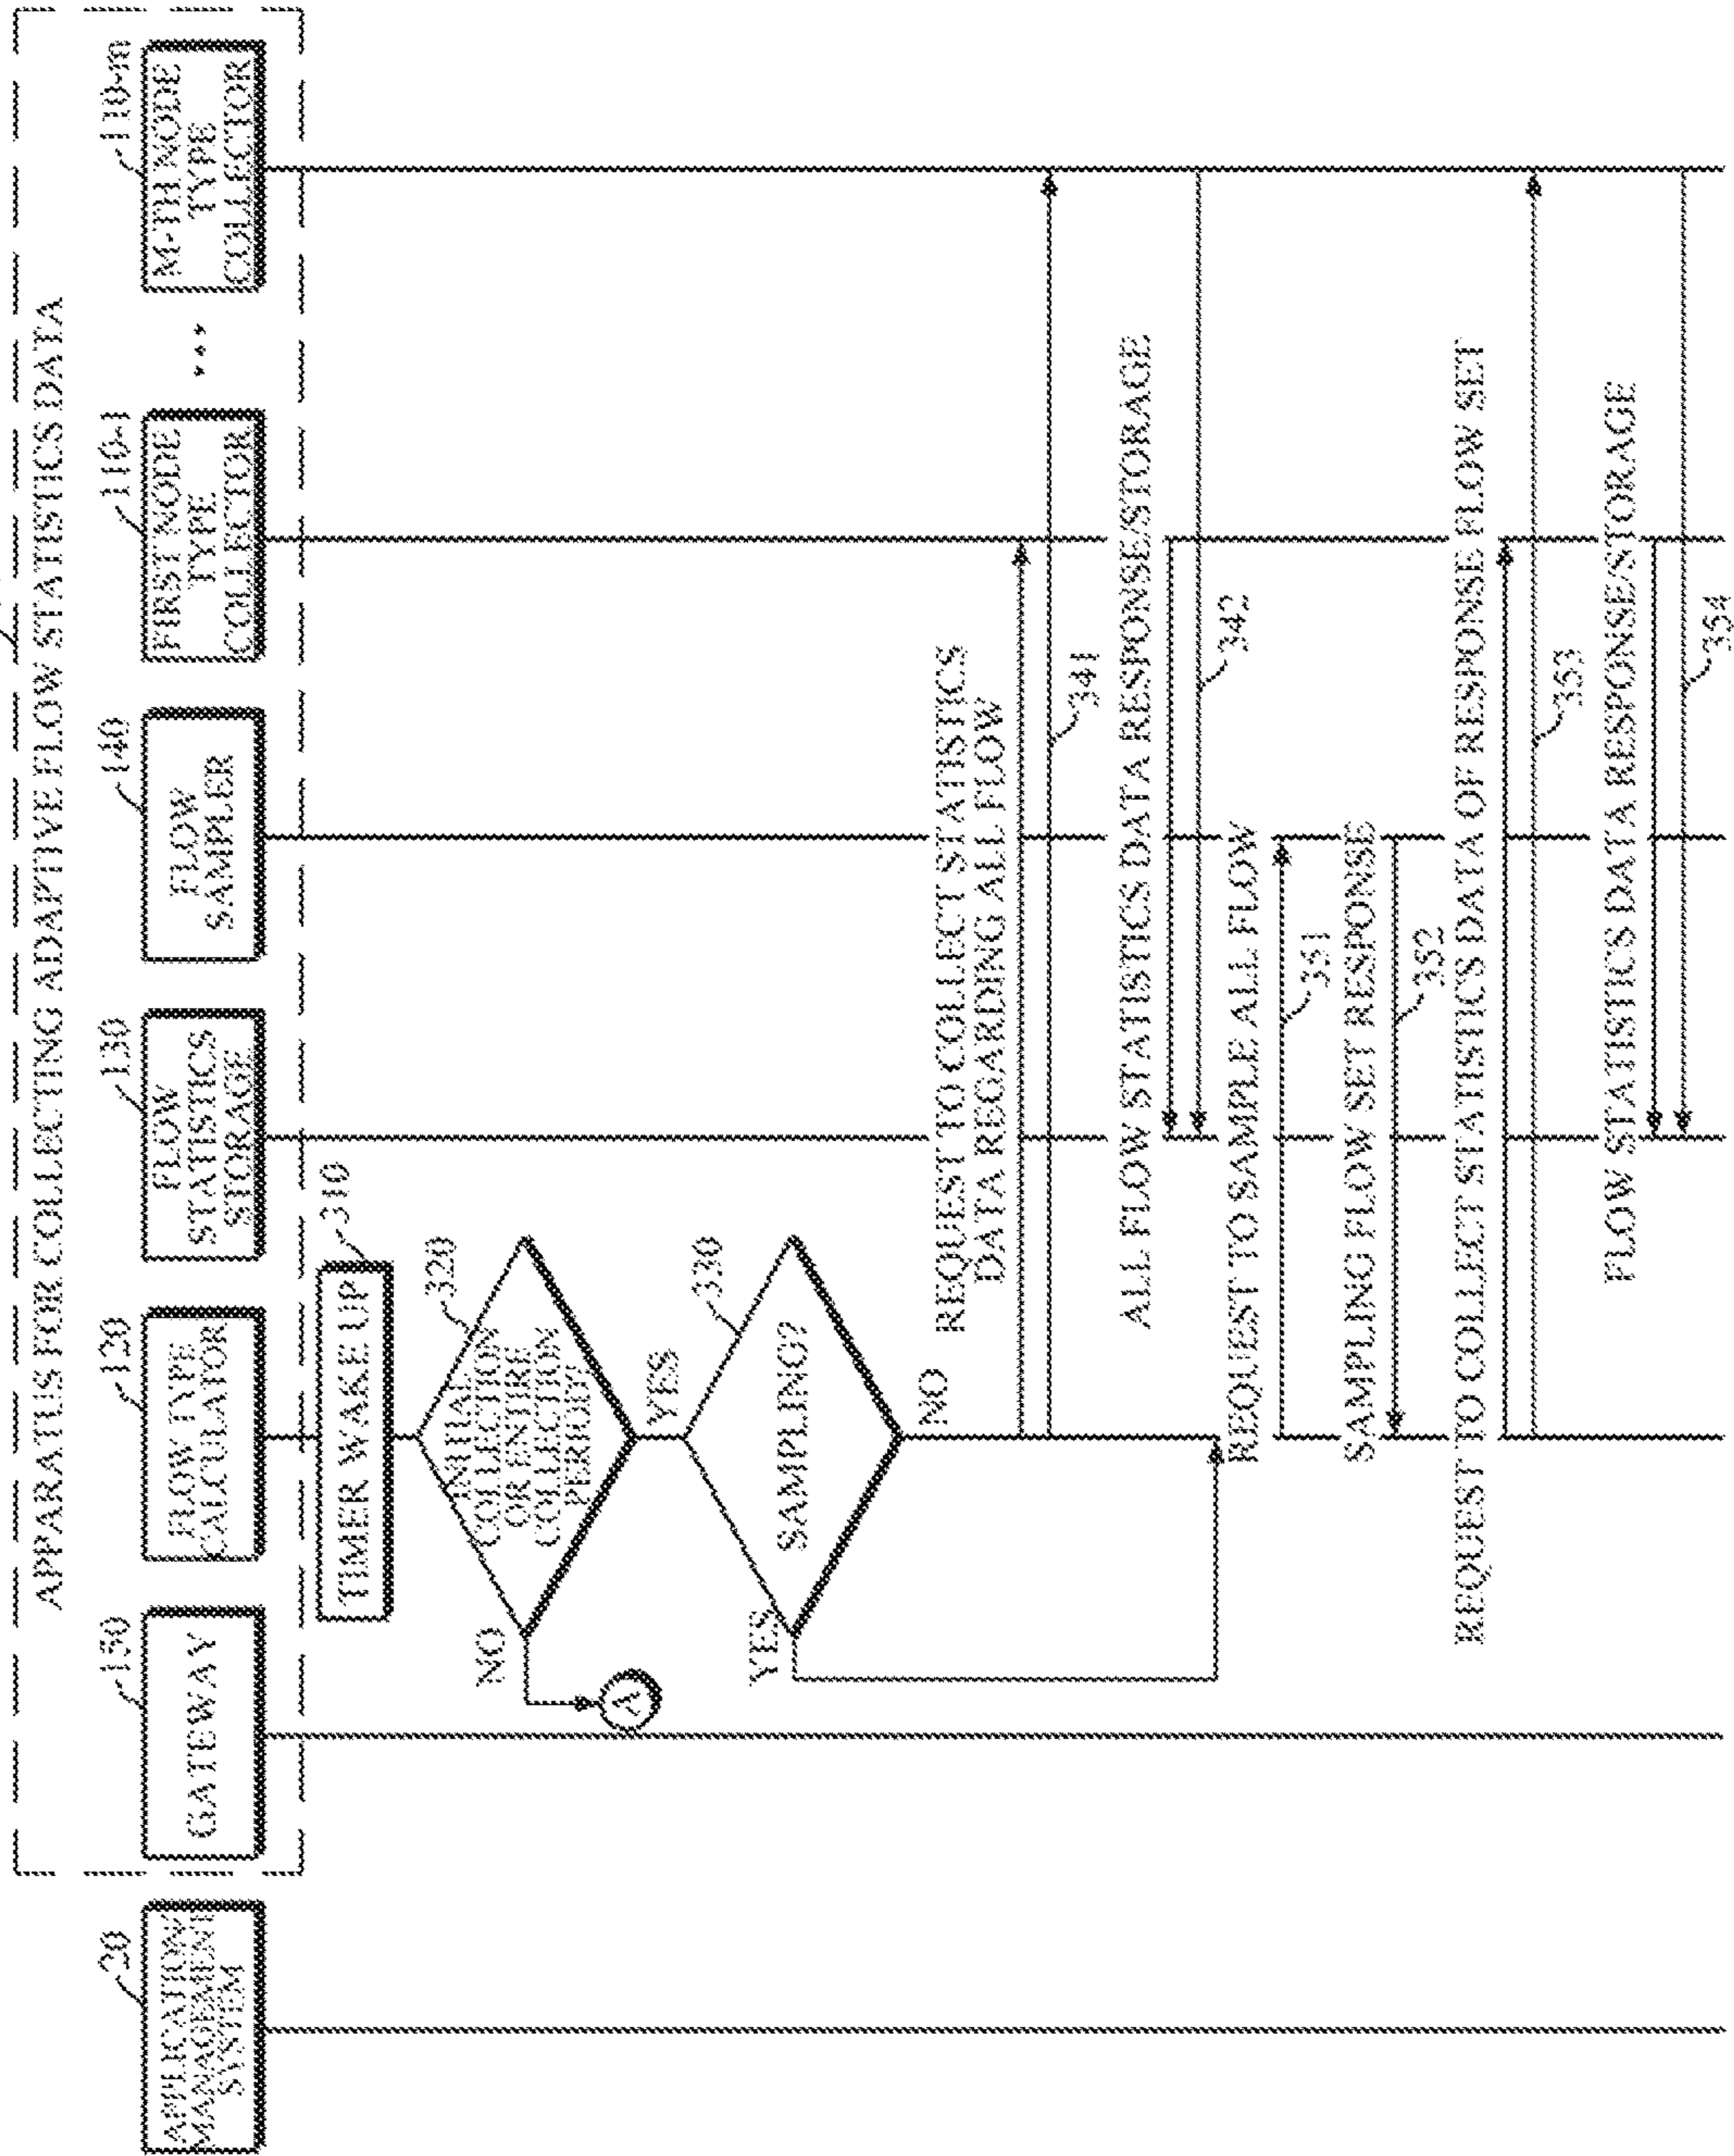 APPARATUS FOR COLLECTING ADAPTIVE FLOW STATISTICS DATA
20
APPLICATION/
MANAGEMENT
SYSTEM
150
GATEWAY
120
FLOW TYPE
CALCULATOR
130
FLOW
STATISTICS
STORAGE
140
FLOW
SAMPLER
110-1
FIRST NODE
TYPE
COLLECTOR
...
110-m
M-TH NODE
TYPE
COLLECTOR
TIMER WAKE UP
310
INITIAL
COLLECTION
OR ENTIRE
COLLECTION
PERIOD?
320
NO
A
YES
SAMPLING?
330
YES
NO
REQUEST TO COLLECT STATISTICS
DATA REGARDING ALL FLOW
341
ALL FLOW STATISTICS DATA RESPONSE/STORAGE
342
REQUEST TO SAMPLE ALL FLOW
351
SAMPLING FLOW SET RESPONSE
352
REQUEST TO COLLECT STATISTICS DATA OF RESPONSE FLOW SET
353
FLOW STATISTICS DATA RESPONSE/STORAGE
354